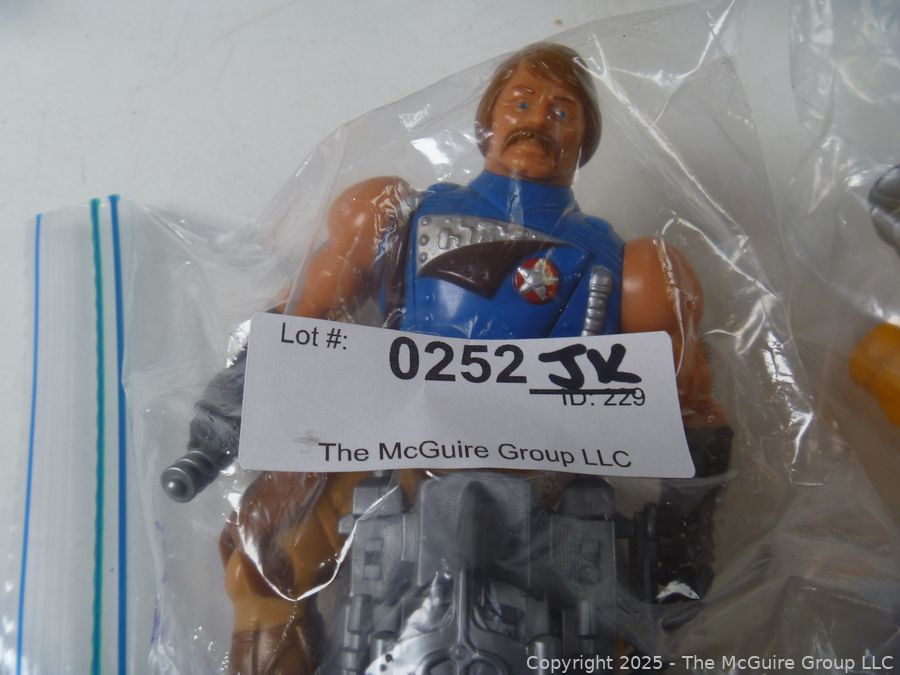 Lot #:
0252 JK
ID: 229
The McGuire Group LLC
Copyright © 2025 - The McGuire Group LLC